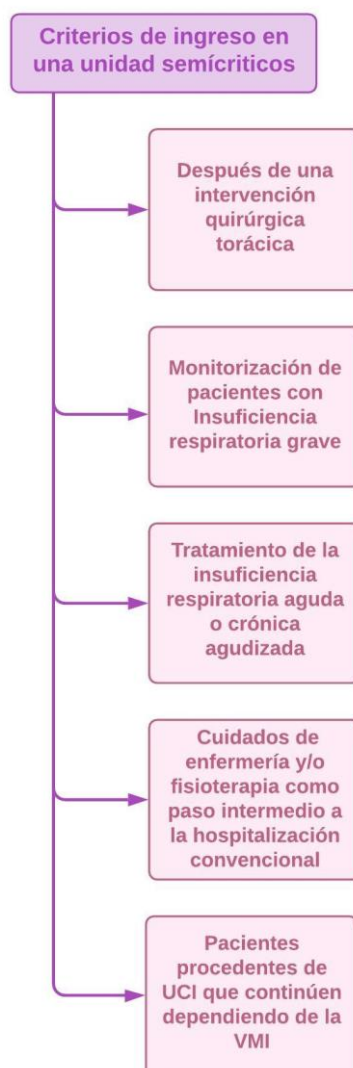 Criterios de ingreso en
una unidad semícriticos
Después de una
intervención
quirúrgica
torácica
Monitorización de
pacientes con
Insuficiencia
respiratoria grave
Tratamiento de la
insuficiencia
respiratoria aguda
o crónica
agudizada
Cuidados de
enfermería y/o
fisioterapia como
paso intermedio a
la hospitalización
convencional
Pacientes
procedentes de
UCI que continúen
dependiendo de la
VMI